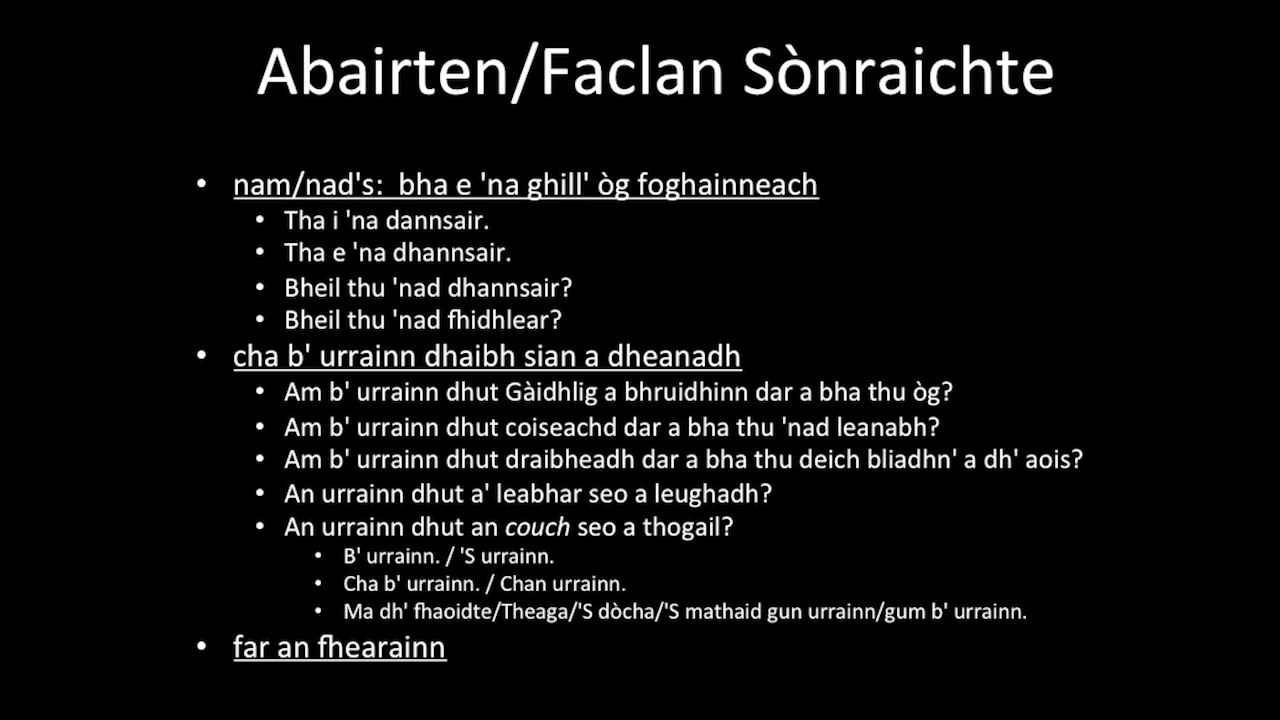 Abairten/Faclan Sònraichte
• nam/nad's: bha e 'na ghill' òg foghainneach
• Tha i 'na dannsair.
• Tha e 'na dhannsair.
• Bheil thu 'nad dhannsair?
• Bheil thu 'nad fhidhlear?
• cha b' urrainn dhaibh sian a dheanadh
• Am b' urrainn dhut Gàidhlig a bhruidhinn dar a bha thu òg?
• Am b' urrainn dhut coiseachd dar a bha thu 'nad leanabh?
• Am b' urrainn dhut draibheadh dar a bha thu deich bliadhn' a dh' aois?
• An urrainn dhut a' leabhar seo a leughadh?
• An urrainn dhut an couch seo a thogail?
• B' urrainn. / 'S urrainn.
• Cha b' urrainn. / Chan urrainn.
• Ma dh' fhaoidte/Theaga/'S dòcha/'S mathaid gun urrainn/gum b' urrainn.
• far an fhearainn